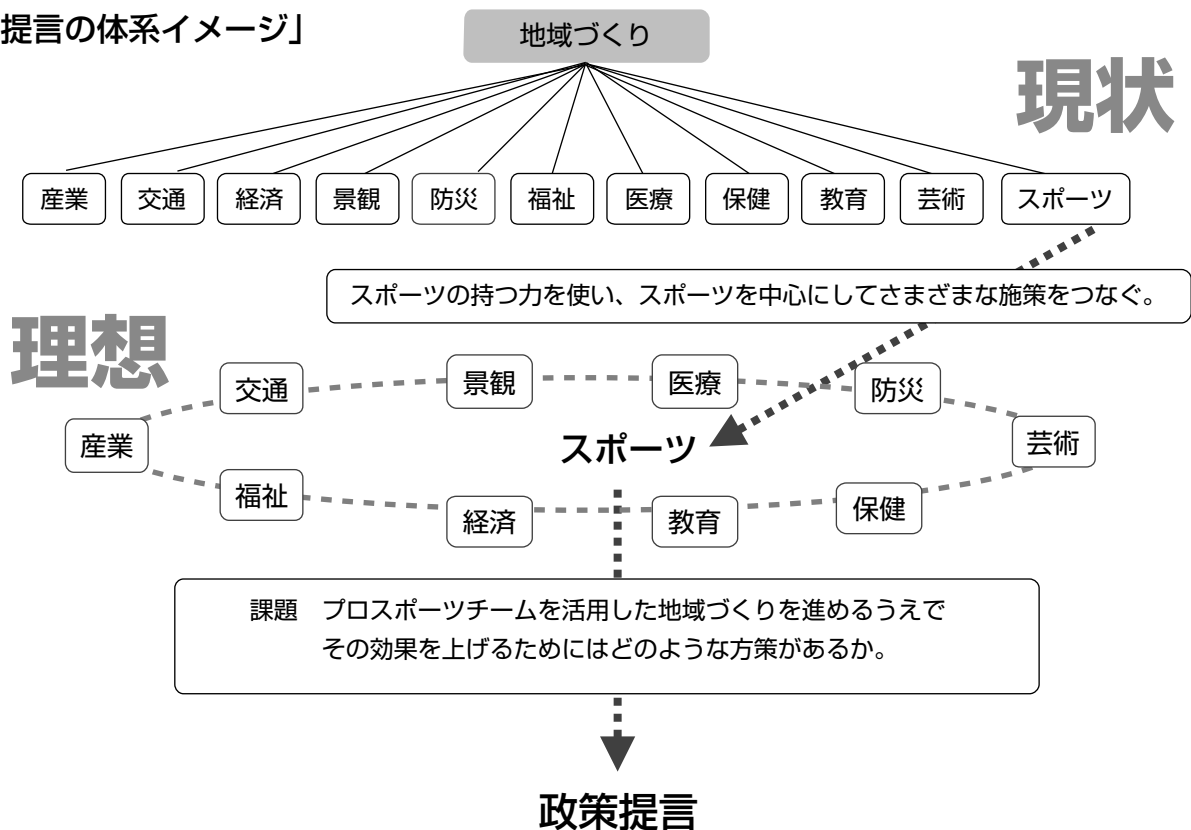 提言の体系イメージ」
地域づくり
現状
産業
交通
経済
景観
防災
福祉
医療
保健
教育
芸術
スポーツ
スポーツの持つ力を使い、スポーツを中心にしてさまざまな施策をつなぐ。
理想
交通
景観
医療
防災
産業
スポーツ
芸術
福祉
経済
教育
保健
課題　プロスポーツチームを活用した地域づくりを進めるうえで
その効果を上げるためにはどのような方策があるか。
政策提言